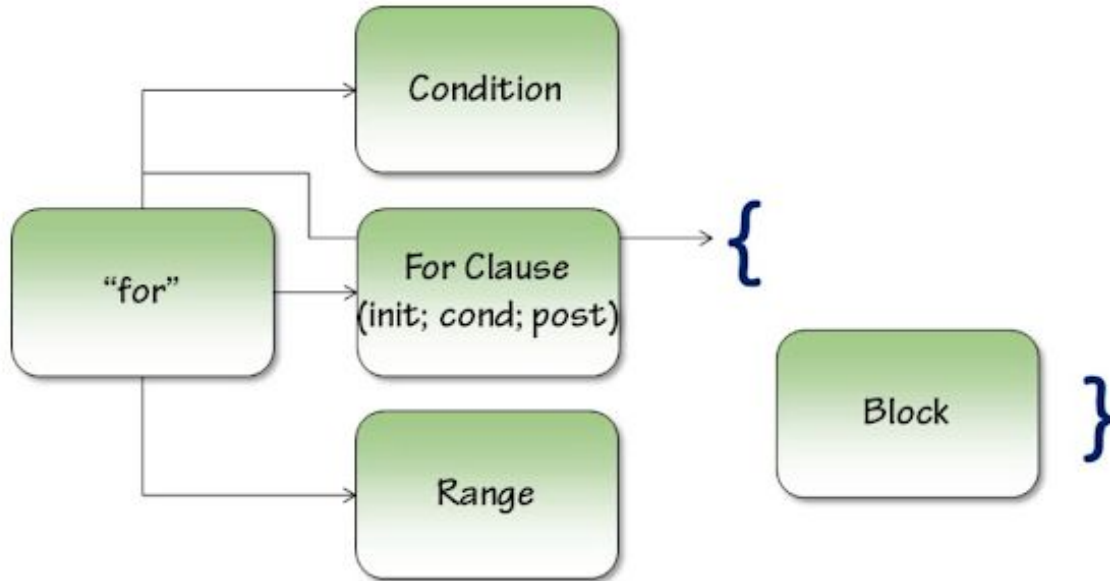 Condition
“for”
For Clause
(init; cond; post)
{
Block
}
Range